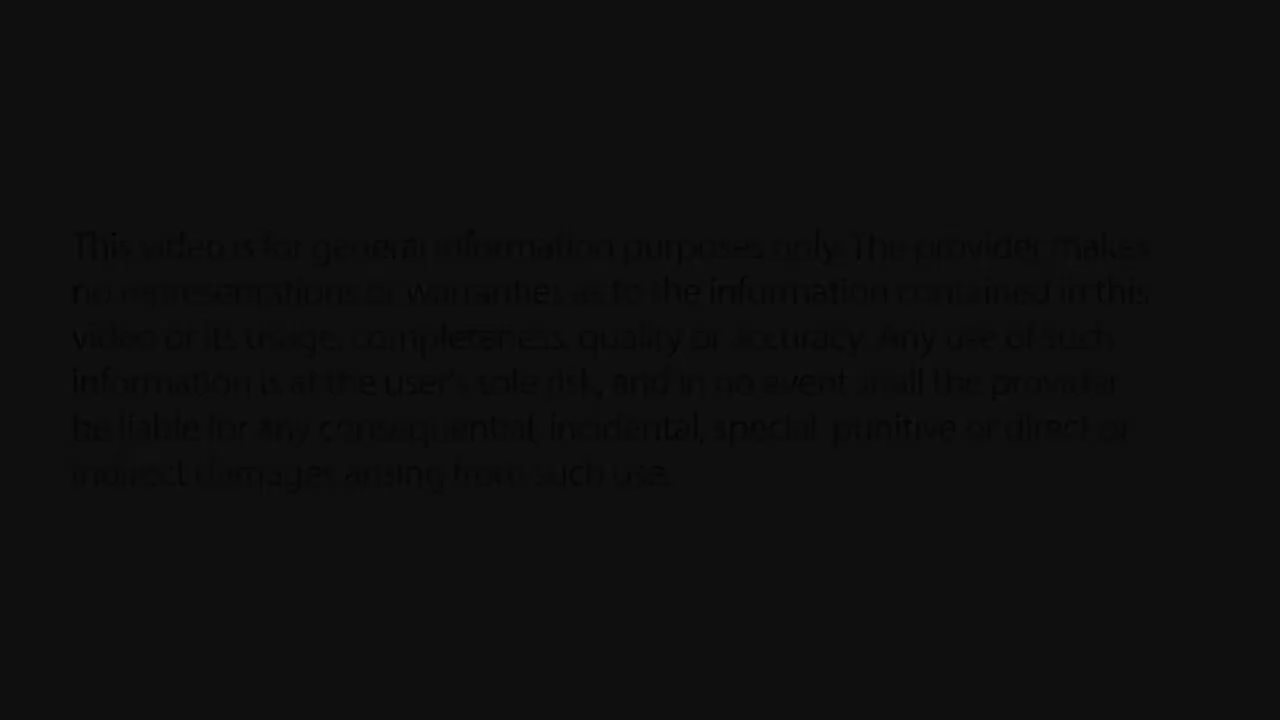 This video is for general information purposes only. The provider makes
no representations or warranties as to the information contained in this
video or its usage, completeness, quality or accuracy. Any use of such
information is at the user's sole risk, and in no event shall the provider
be liable for any consequential, incidental, special, punitive or direct or
indirect damages arising from such use.